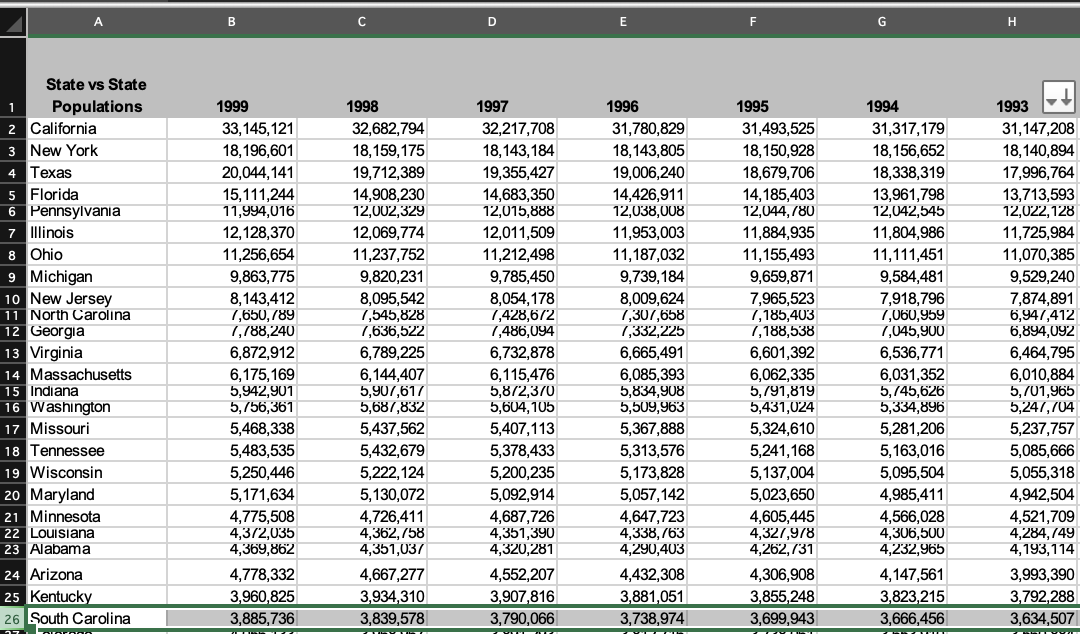 A B C D E F G H
State vs State
1 Populations 1999 1998 1997 1996 1995 1994 1993
2 California 33,145,121 32,682,794 32,217,708 31,780,829 31,493,525 31,317,179 31,147,208
3 New York 18,196,601 18,159,175 18,143,184 18,143,805 18,150,928 18,156,652 18,140,894
4 Texas 20,044,141 19,712,389 19,355,427 19,006,240 18,679,706 18,338,319 17,996,764
5 Florida 15,111,244 14,908,230 14,683,350 14,426,911 14,185,403 13,961,798 13,713,593
6 Pennsylvania 11,994,016 12,002,329 12,015,888 12,038,008 12,044,780 12,042,545 12,022,128
7 Illinois 12,128,370 12,069,774 12,011,509 11,953,003 11,884,935 11,804,986 11,725,984
8 Ohio 11,256,654 11,237,752 11,212,498 11,187,032 11,155,493 11,111,451 11,070,385
9 Michigan 9,863,775 9,820,231 9,785,450 9,739,184 9,659,871 9,584,481 9,529,240
10 New Jersey 8,143,412 8,095,542 8,054,178 8,009,624 7,965,523 7,918,796 7,874,891
11 North Carolina 7,650,789 7,545,828 7,428,672 7,307,658 7,185,403 7,060,959 6,947,412
12 Georgia 7,788,240 7,636,522 7,486,094 7,332,225 7,188,538 7,045,900 6,894,092
13 Virginia 6,872,912 6,789,225 6,732,878 6,665,491 6,601,392 6,536,771 6,464,795
14 Massachusetts 6,175,169 6,144,407 6,115,476 6,085,393 6,062,335 6,031,352 6,010,884
15 Indiana 5,942,901 5,907,617 5,872,370 5,834,908 5,791,819 5,745,626 5,701,965
16 Washington 5,756,361 5,687,832 5,604,105 5,509,963 5,431,024 5,334,896 5,247,704
17 Missouri 5,468,338 5,437,562 5,407,113 5,367,888 5,324,610 5,281,206 5,237,757
18 Tennessee 5,483,535 5,432,679 5,378,433 5,313,576 5,241,168 5,163,016 5,085,666
19 Wisconsin 5,250,446 5,222,124 5,200,235 5,173,828 5,137,004 5,095,504 5,055,318
20 Maryland 5,171,634 5,130,072 5,092,914 5,057,142 5,023,650 4,985,411 4,942,504
21 Minnesota 4,775,508 4,726,411 4,687,726 4,647,723 4,605,445 4,566,028 4,521,709
22 Louisiana 4,372,035 4,362,758 4,351,390 4,338,763 4,327,978 4,306,500 4,284,749
23 Alabama 4,369,862 4,351,037 4,320,281 4,290,403 4,262,731 4,232,965 4,193,114
24 Arizona 4,778,332 4,667,277 4,552,207 4,432,308 4,306,908 4,147,561 3,993,390
25 Kentucky 3,960,825 3,934,310 3,907,816 3,881,051 3,855,248 3,823,215 3,792,288
26 South Carolina 3,885,736 3,839,578 3,790,066 3,738,974 3,699,943 3,666,456 3,634,507